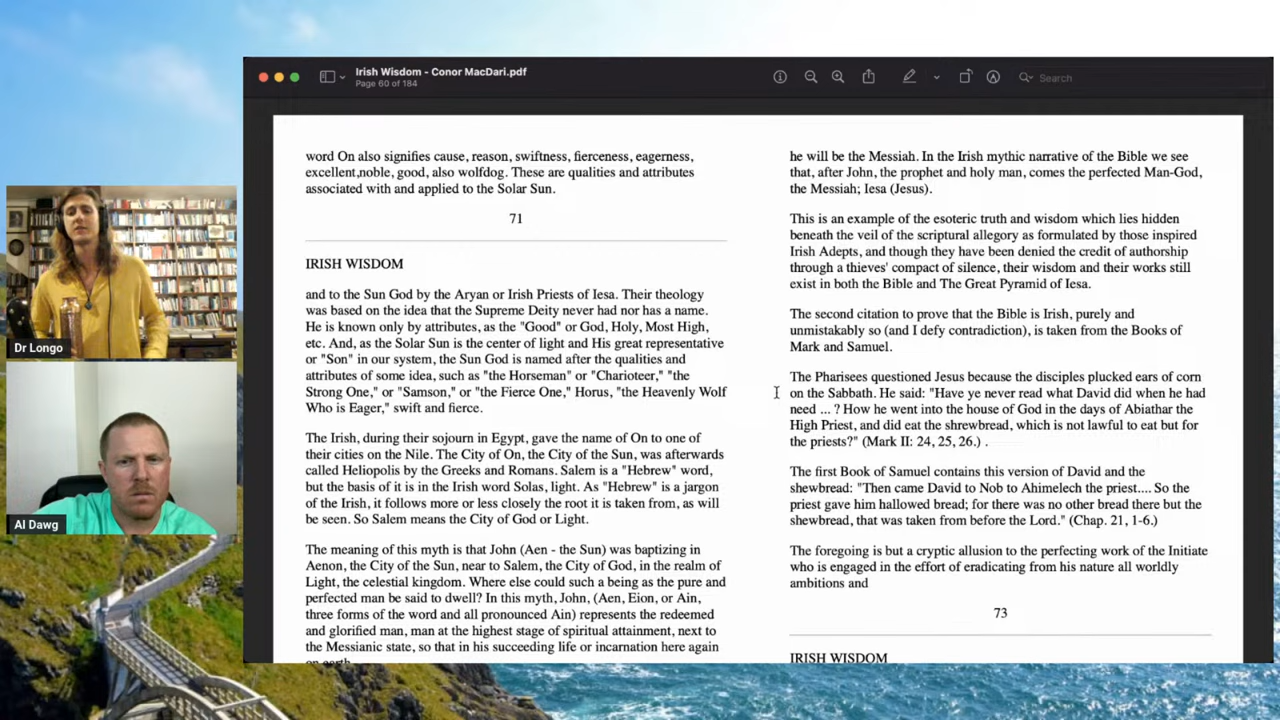 Irish Wisdom - Conor MacDari.pdf
Page 60 of 184
Search
word On also signifies cause, reason, swiftness, fierceness, eagerness,
excellent,noble, good, also wolfdog. These are qualities and attributes
associated with and applied to the Solar Sun.
71
IRISH WISDOM
and to the Sun God by the Aryan or Irish Priests of Iesa. Their theology
was based on the idea that the Supreme Deity never had nor has a name.
He is known only by attributes, as the "Good" or God, Holy, Most High,
etc. And, as the Solar Sun is the center of light and His great representative
or "Son" in our system, the Sun God is named after the qualities and
attributes of some idea, such as "the Horseman" or "Charioteer," "the
Strong One," or "Samson," or "the Fierce One," Horus, "the Heavenly Wolf
Who is Eager," swift and fierce.
The Irish, during their sojourn in Egypt, gave the name of On to one of
their cities on the Nile. The City of On, the City of the Sun, was afterwards
called Heliopolis by the Greeks and Romans. Salem is a "Hebrew" word,
but the basis of it is in the Irish word Solas, light. As "Hebrew" is a jargon
of the Irish, it follows more or less closely the root it is taken from, as will
be seen. So Salem means the City of God or Light.
The meaning of this myth is that John (Aen - the Sun) was baptizing in
Aenon, the City of the Sun, near to Salem, the City of God, in the realm of
Light, the celestial kingdom. Where else could such a being as the pure and
perfected man be said to dwell? In this myth, John, (Aen, Eion, or Ain,
three forms of the word and all pronounced Ain) represents the redeemed
and glorified man, man at the highest stage of spiritual attainment, next to
the Messianic state, so that in his succeeding life or incarnation here again
on earth
he will be the Messiah. In the Irish mythic narrative of the Bible we see
that, after John, the prophet and holy man, comes the perfected Man-God,
the Messiah; Iesa (Jesus).
This is an example of the esoteric truth and wisdom which lies hidden
beneath the veil of the scriptural allegory as formulated by those inspired
Irish Adepts, and though they have been denied the credit of authorship
through a thieves' compact of silence, their wisdom and their works still
exist in both the Bible and The Great Pyramid of Iesa.
The second citation to prove that the Bible is Irish, purely and
unmistakably so (and I defy contradiction), is taken from the Books of
Mark and Samuel.
The Pharisees questioned Jesus because the disciples plucked ears of corn
on the Sabbath. He said: "Have ye never read what David did when he had
need ... ? How he went into the house of God in the days of Abiathar the
High Priest, and did eat the shrewbread, which is not lawful to eat but for
the priests?" (Mark II: 24, 25, 26.) .
The first Book of Samuel contains this version of David and the
shewbread: "Then came David to Nob to Ahimelech the priest.... So the
priest gave him hallowed bread; for there was no other bread there but the
shewbread, that was taken from before the Lord." (Chap. 21, 1-6.)
The foregoing is but a cryptic allusion to the perfecting work of the Initiate
who is engaged in the effort of eradicating from his nature all worldly
ambitions and
73
IRISH WISDOM
Dr Longo
Al Dawg